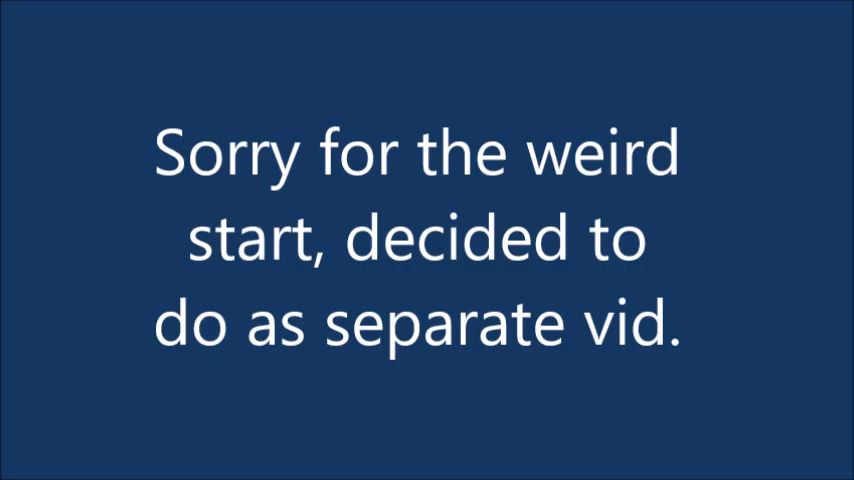 Sorry for the weird
start, decided to
do as separate vid.